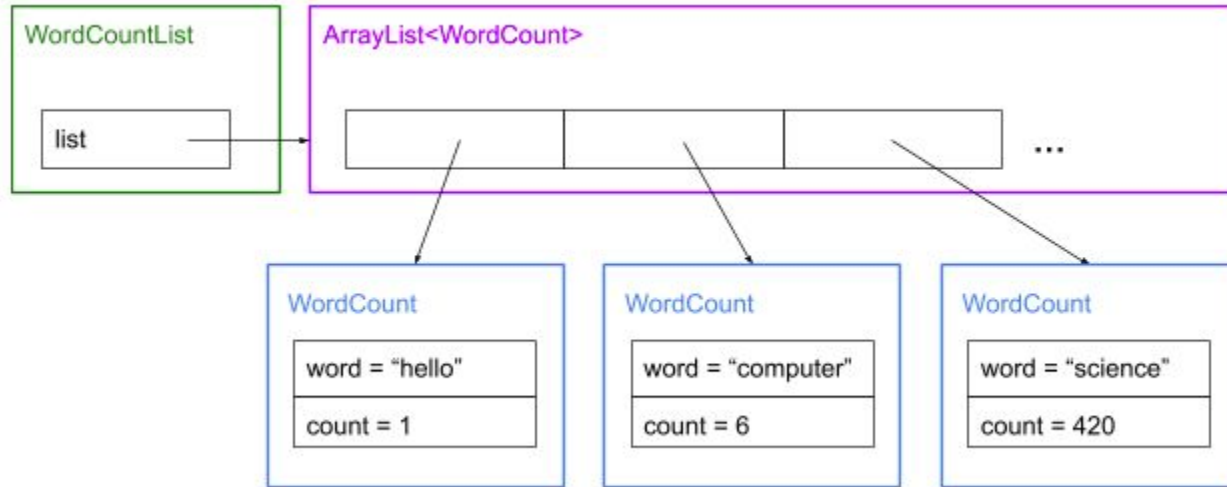 WordCountList
ArrayList<WordCount>
list
...
WordCount
word = “hello”
count = 1
WordCount
word = “computer”
count = 6
WordCount
word = “science”
count = 420